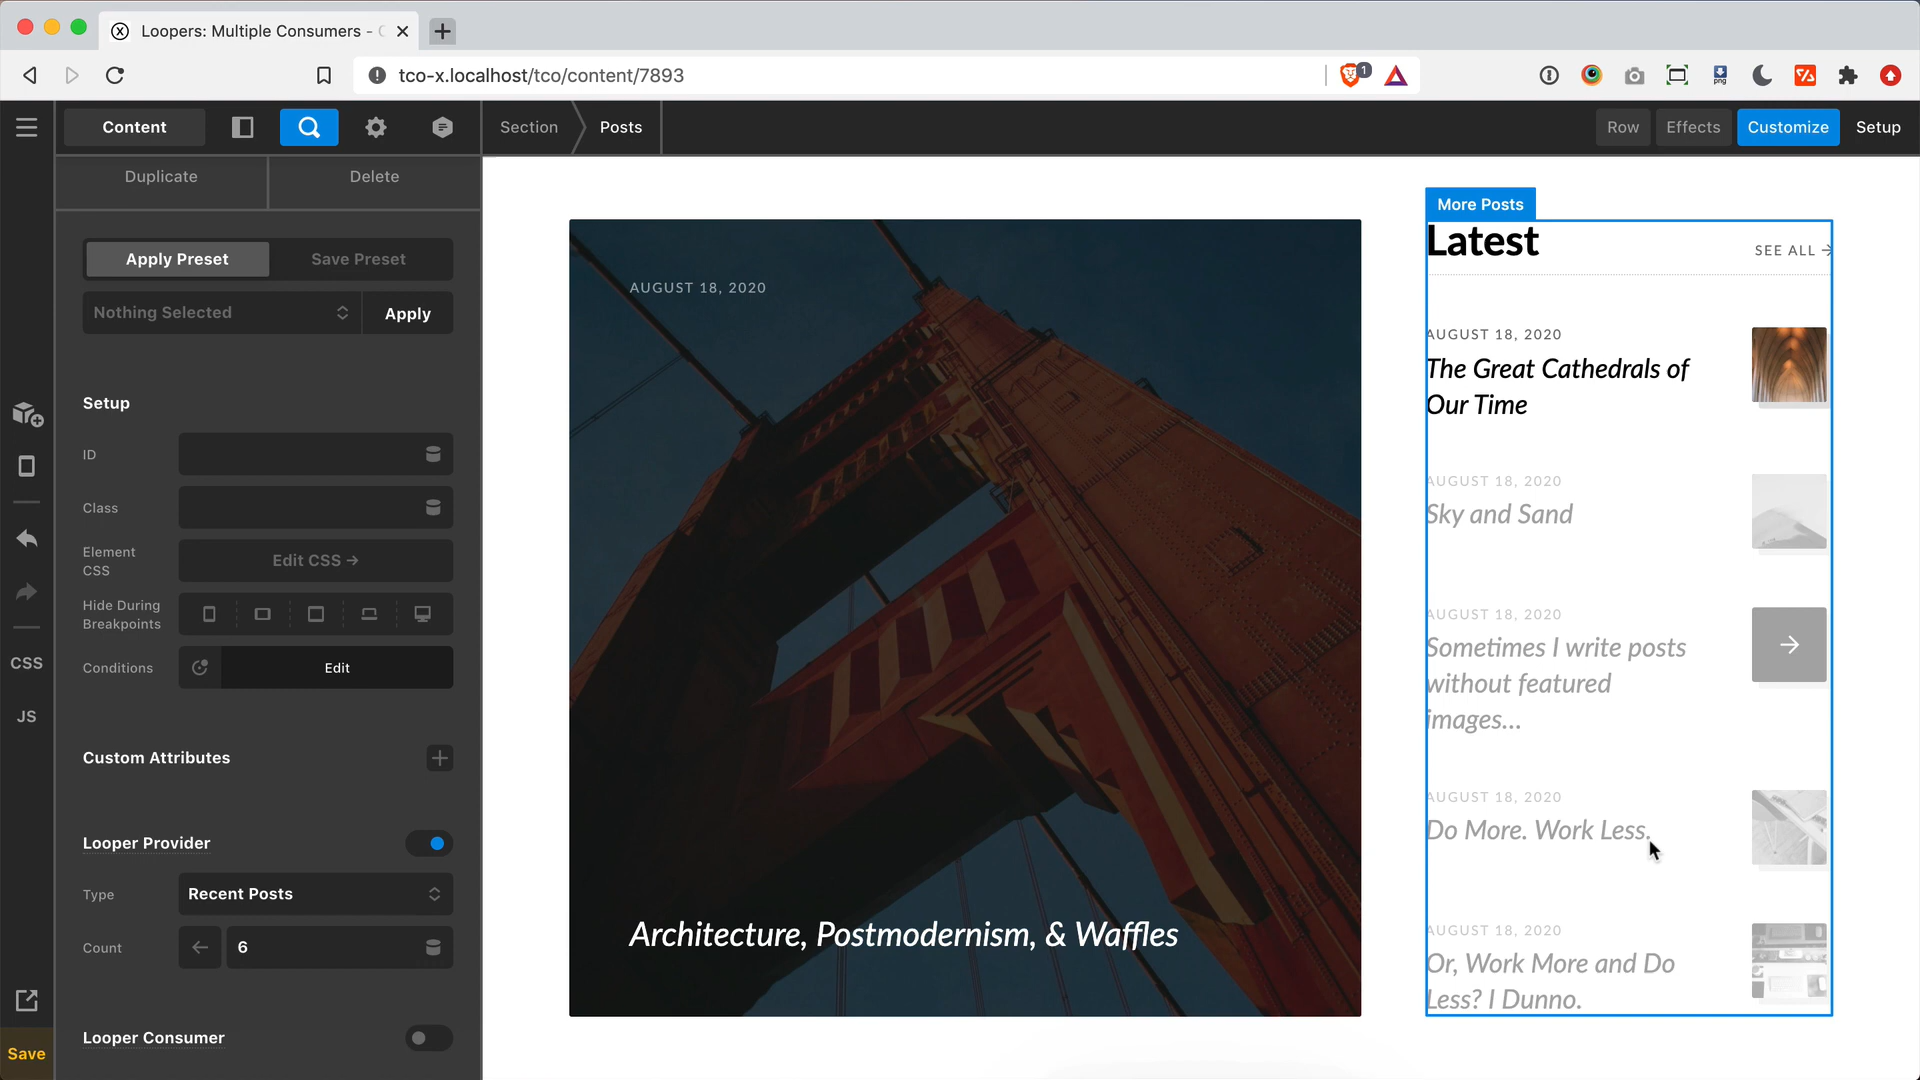 Loopers: Multiple Consumers -
tco-x.localhost/tco/content/7893
1
Content
Section
Posts
Row
Effects
Customize
Setup
Duplicate
Delete
Apply Preset
Save Preset
Nothing Selected
Apply
Setup
ID
Class
Element
CSS
Edit CSS →
Hide During
Breakpoints
Conditions
Edit
Custom Attributes
Looper Provider
Type
Recent Posts
Count
6
Looper Consumer
CSS
JS
Save
AUGUST 18, 2020
Architecture, Postmodernism, & Waffles
More Posts
Latest
SEE ALL →
AUGUST 18, 2020
The Great Cathedrals of
Our Time
AUGUST 18, 2020
Sky and Sand
AUGUST 18, 2020
Sometimes I write posts
without featured
images...
AUGUST 18, 2020
Do More. Work Less.
AUGUST 18, 2020
Or, Work More and Do
Less? I Dunno.